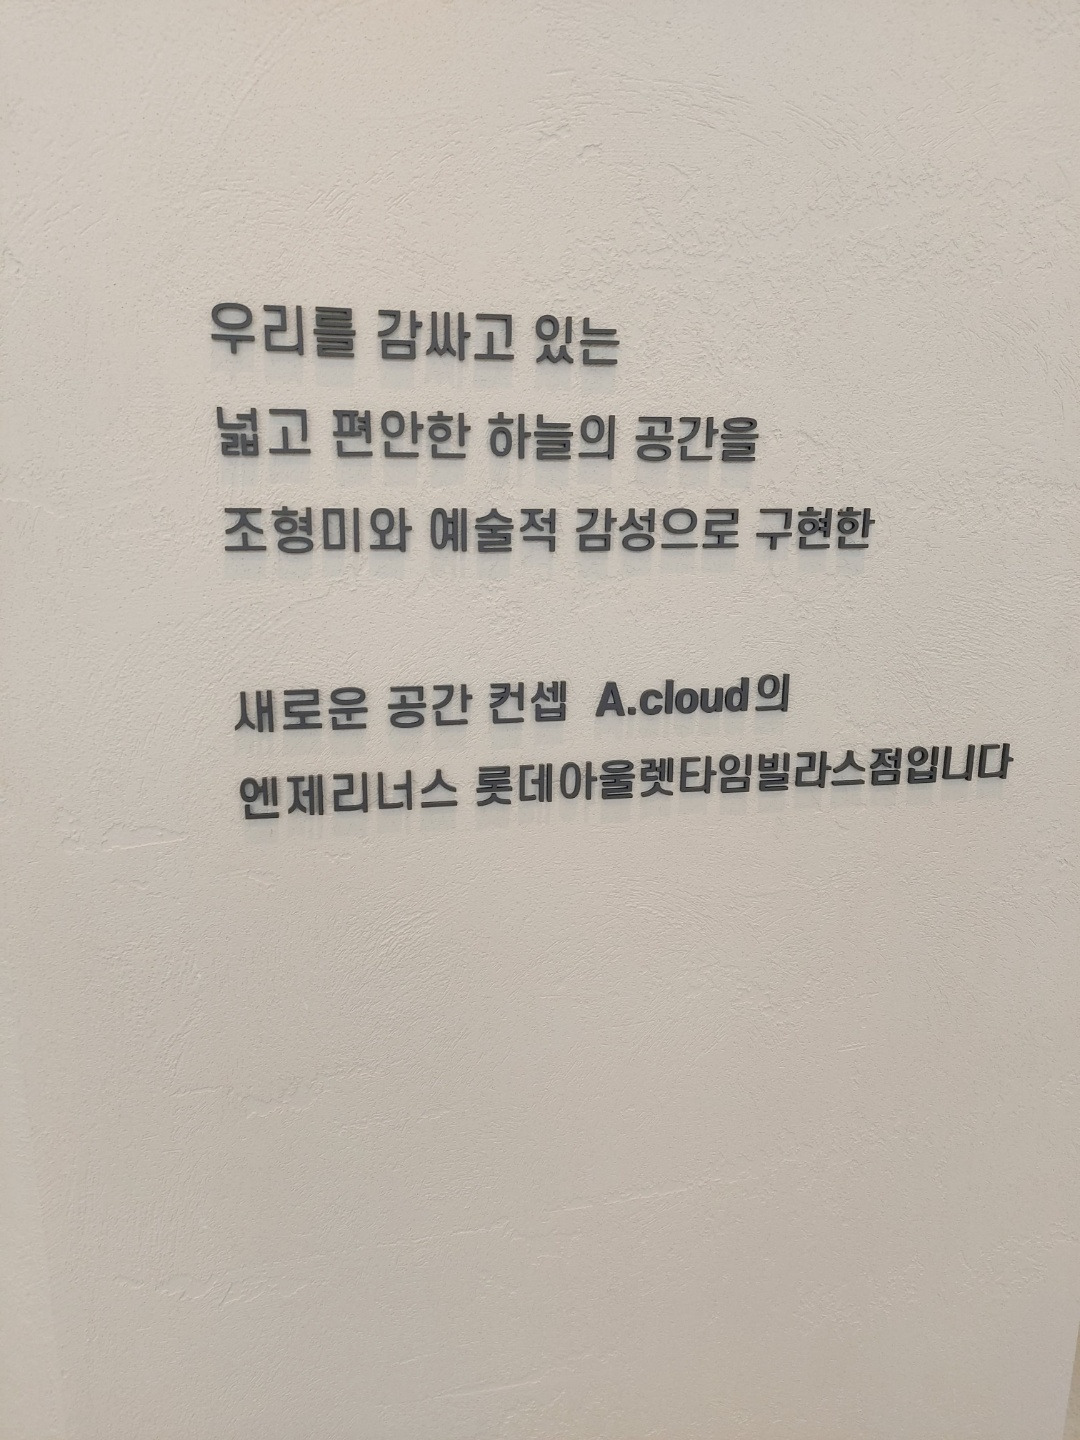 우리를 감싸고 있는
넓고 편안한 하늘의 공간을
조형미와 예술적 감성으로 구현한
새로운 공간 컨셉 A.cloud의
엔제리너스 롯데아울렛타임빌라스점입니다